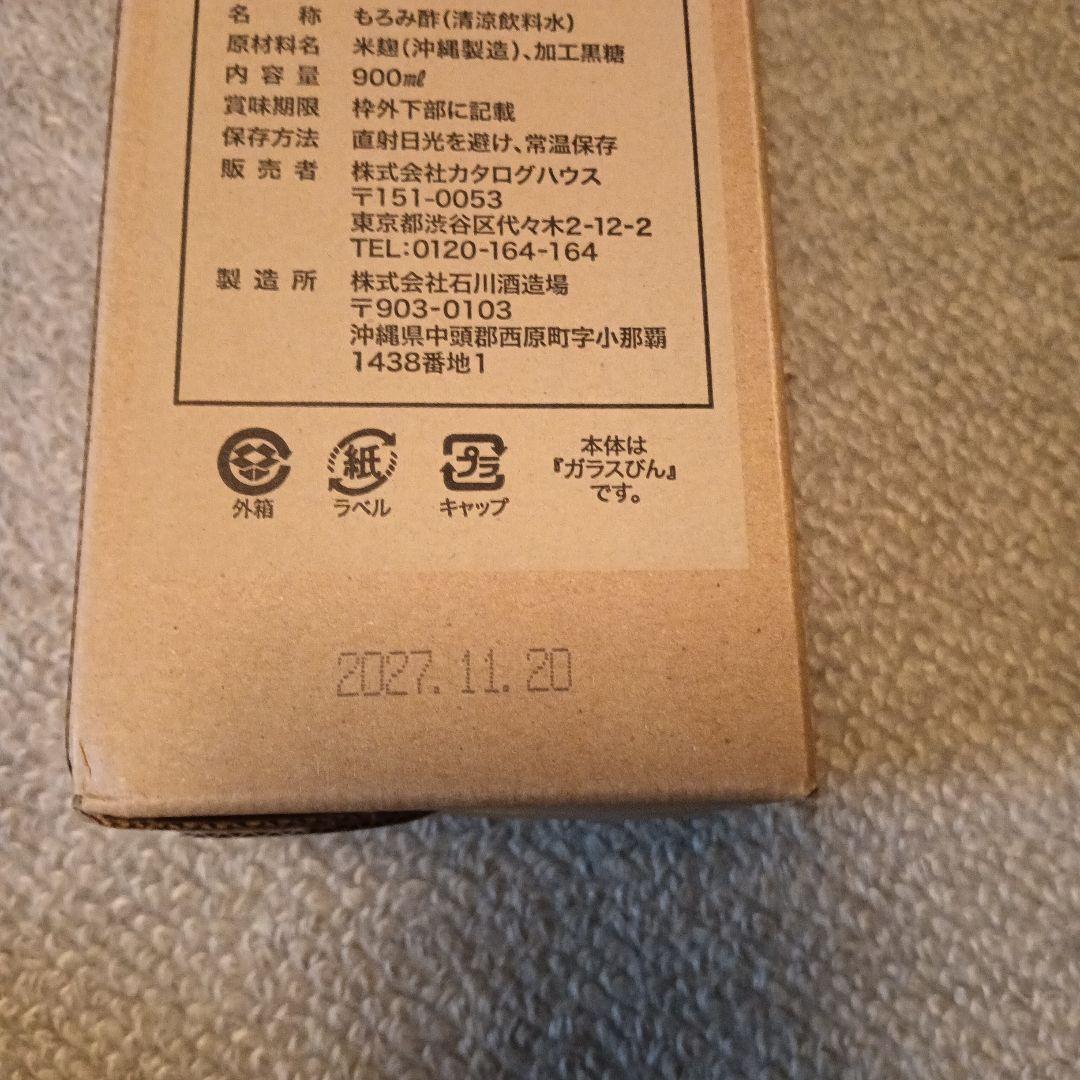 名称 もろみ酢(清涼飲料水)
原材料名 米麹(沖縄製造)、加工黒糖
内容量 900㎖
賞味期限 枠外下部に記載
保存方法 直射日光を避け、常温保存
販売者 株式会社カタログハウス
〒151-0053
東京都渋谷区代々木2-12-2
TEL:0120-164-164
製造所 株式会社石川酒造場
〒903-0103
沖縄県中頭郡西原町字小那覇
1438番地1
紙
プラ
外箱
ラベル
キャップ
本体は
『ガラスびん』
です。
2027.11.20